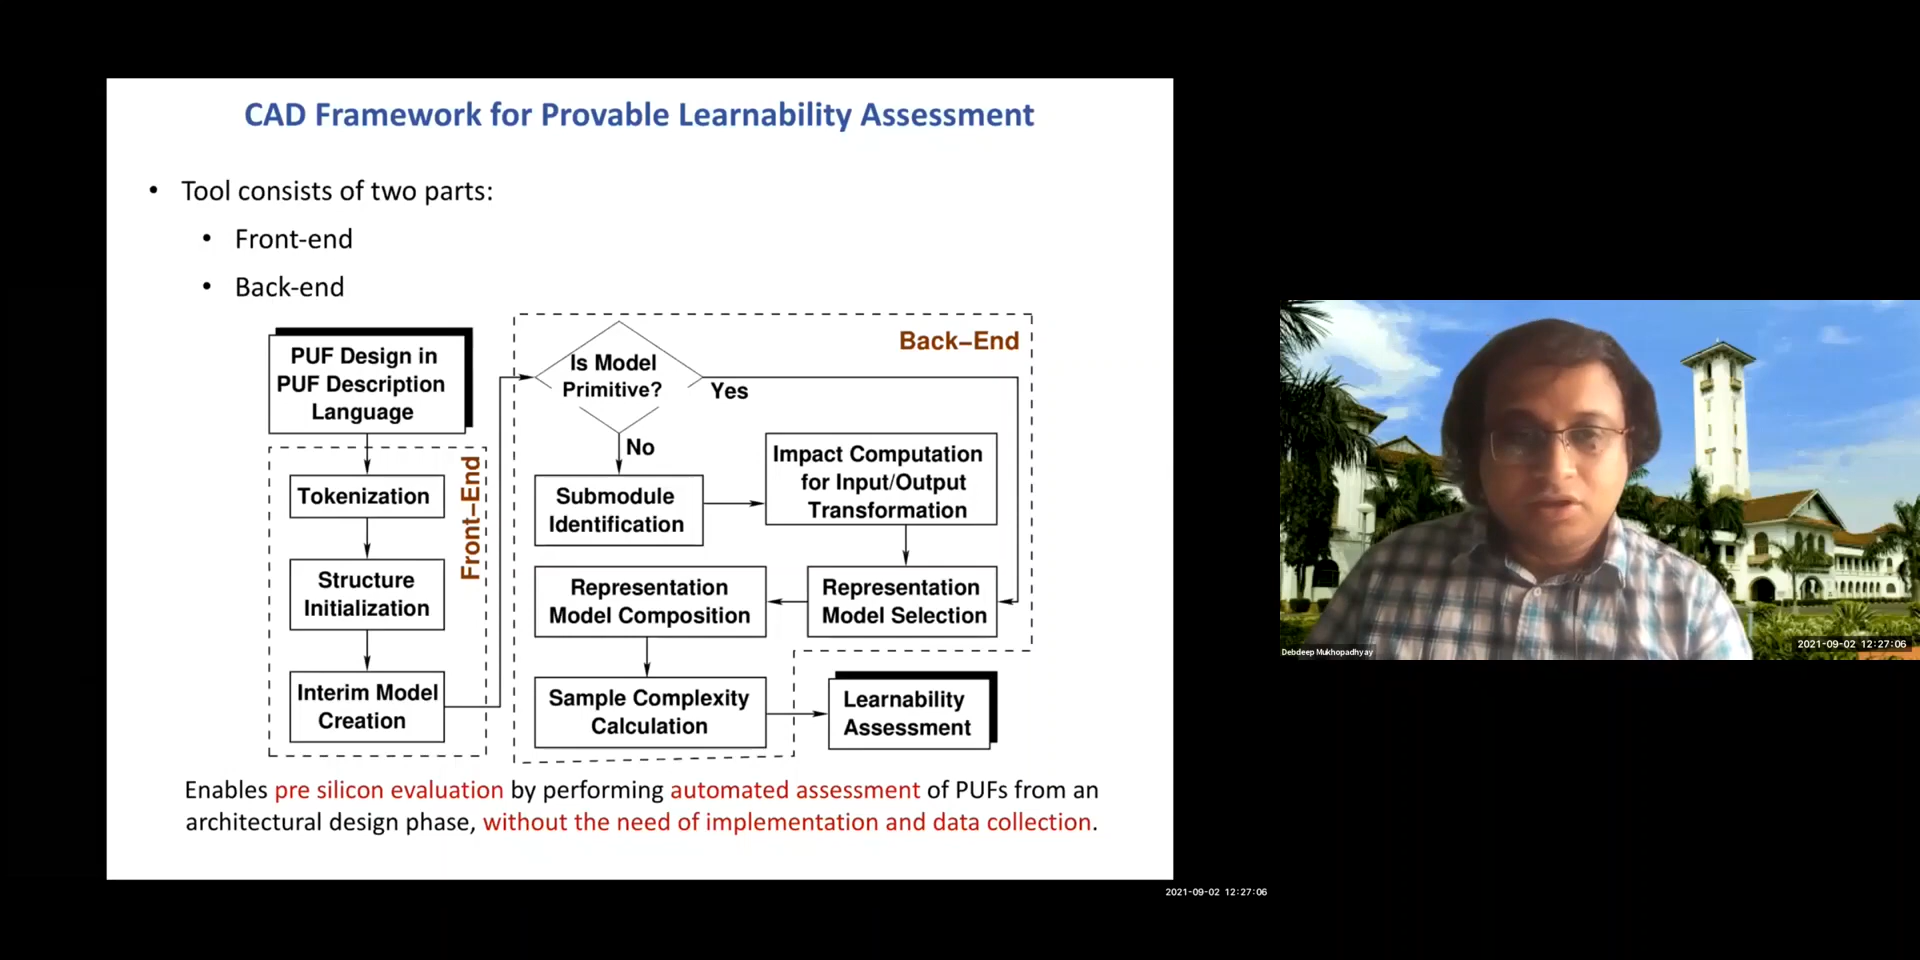 CAD Framework for Provable Learnability Assessment
• Tool consists of two parts:
• Front-end
• Back-end
PUF Design in
PUF Description
Language
Front–End
Tokenization
Structure
Initialization
Interim Model
Creation
Back–End
Is Model
Primitive?
Yes
No
Submodule
Identification
Impact Computation
for Input/Output
Transformation
Representation
Model Selection
Representation
Model Composition
Sample Complexity
Calculation
Learnability
Assessment
Enables pre silicon evaluation by performing automated assessment of PUFs from an
architectural design phase, without the need of implementation and data collection.
2021-09-02 12:27:06
Debdeep Mukhopadhyay
2021-09-02 12:27:06